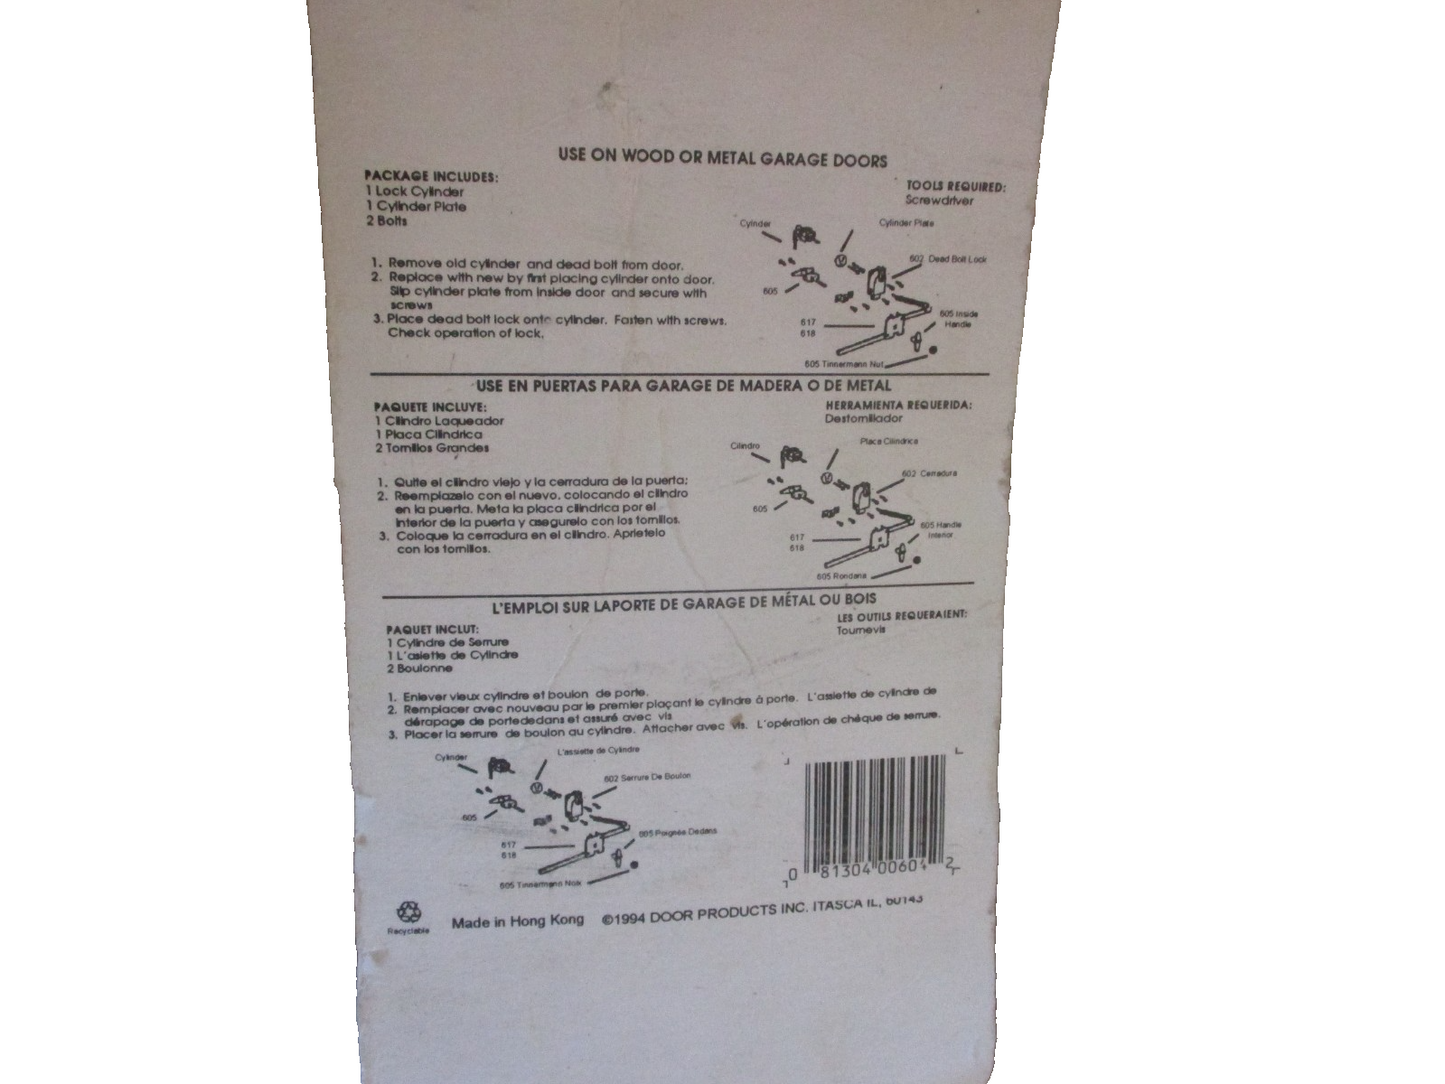 USE ON WOOD OR METAL GARAGE DOORS
PACKAGE INCLUDES:
1 Lock Cylinder
1 Cylinder Plate
2 Bolts
TOOLS REQUIRED:
Screwdriver
1. Remove old cylinder and dead bolt from door.
2. Replace with new by first placing cylinder onto door.
Slip cylinder plate from inside door and secure with
screws
3. Place dead bolt lock onto cylinder. Fasten with screws.
Check operation of lock.
Cylinder
Cylinder Plate
602 Dead Bolt Lock
605
617
618
605 Inside
Handle
605 Tinnermann Nut
USE EN PUERTAS PARA GARAGE DE MADERA O DE METAL
PAQUETE INCLUYE:
1 Cilindro Laqueador
1 Placa Cilindrica
2 Tornillos Grandes
HERRAMIENTA REQUERIDA:
Destornillador
1. Quite el cilindro viejo y la cerradura de la puerta;
2. Reemplazelo con el nuevo, colocando el cilindro
en la puerta. Meta la placa cilindrica por el
interior de la puerta y asegurelo con los tornillos.
3. Coloque la cerradura en el cilindro. Aprietelo
con los tornillos.
Cilindro
Placa Cilindrica
602 Cerradura
605
617
618
605 Handle
Interior
605 Rondana
L'EMPLOI SUR LAPORTE DE GARAGE DE MÉTAL OU BOIS
PAQUET INCLUT:
1 Cylindre de Serrure
1 L'asiette de Cylindre
2 Boulonne
LES OUTILS REQUERAIENT:
Tournevis
1. Enlever vieux cylindre et boulon de porte.
2. Remplacer avec nouveau par le premier plaçant le cylindre à porte. L'assiette de cylindre de
dérapage de portededans et assuré avec vis
3. Placer la serrure de boulon au cylindre. Attacher avec vis. L'opération de chèque de serrure.
Cylinder
L'assiette de Cylindre
602 Serrure De Boulon
605
617
618
605 Poignée Dedans
605 Tinnermann Noix
0 81304 00604 2
Recyclable
Made in Hong Kong ©1994 DOOR PRODUCTS INC. ITASCA IL, 60143